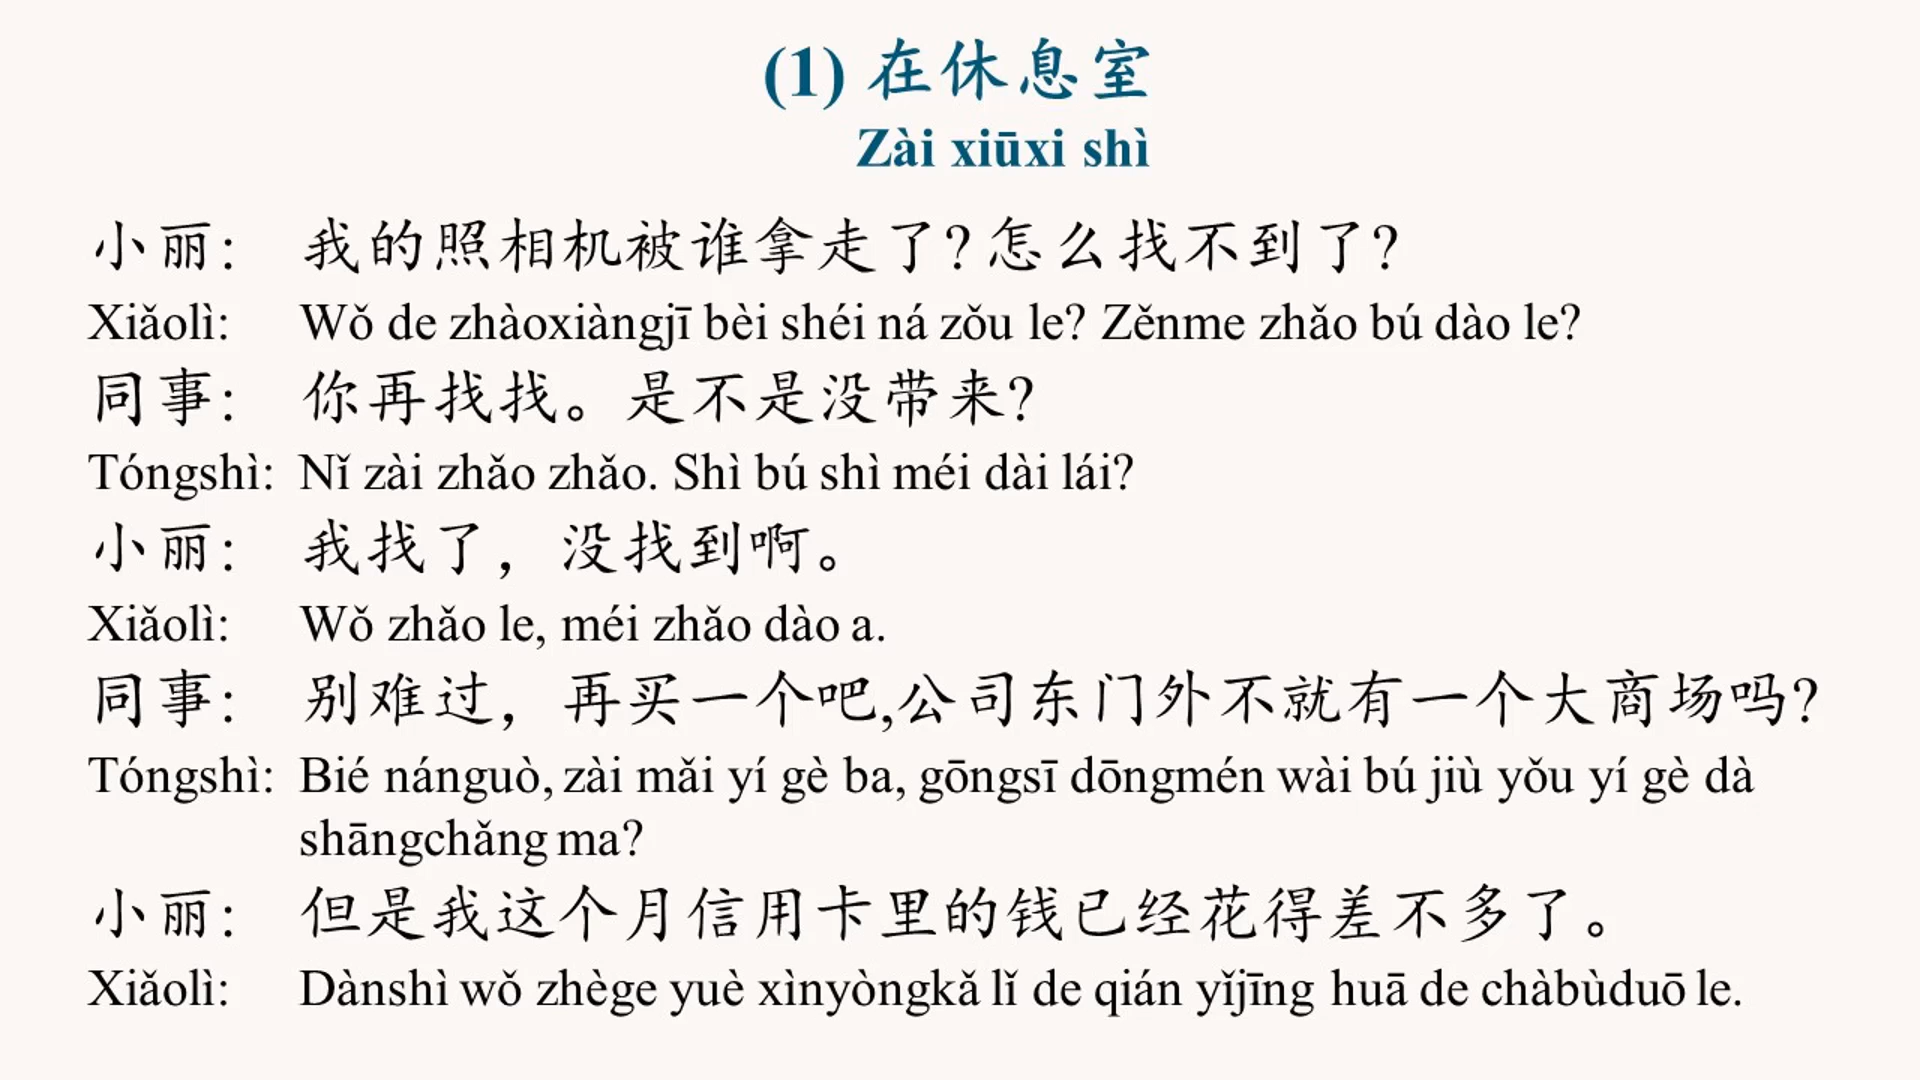 (1) 在休息室
Zài xiūxi shì
小丽: 我的照相机被谁拿走了?怎么找不到了?
Xiǎolì: Wǒ de zhàoxiàngjī bèi shéi ná zǒu le? Zěnme zhǎo bú dào le?
同事: 你再找找。是不是没带来?
Tóngshì: Nǐ zài zhǎo zhǎo. Shì bú shì méi dài lái?
小丽: 我找了，没找到啊。
Xiǎolì: Wǒ zhǎo le, méi zhǎo dào a.
同事: 别难过，再买一个吧,公司东门外不就有一个大商场吗?
Tóngshì: Bié nánguò, zài mǎi yí gè ba, gōngsī dōngmén wài bú jiù yǒu yí gè dà
shāngchǎng ma?
小丽: 但是我这个月信用卡里的钱已经花得差不多了。
Xiǎolì: Dànshì wǒ zhège yuè xìnyòngkǎ lǐ de qián yǐjīng huā de chàbùduō le.